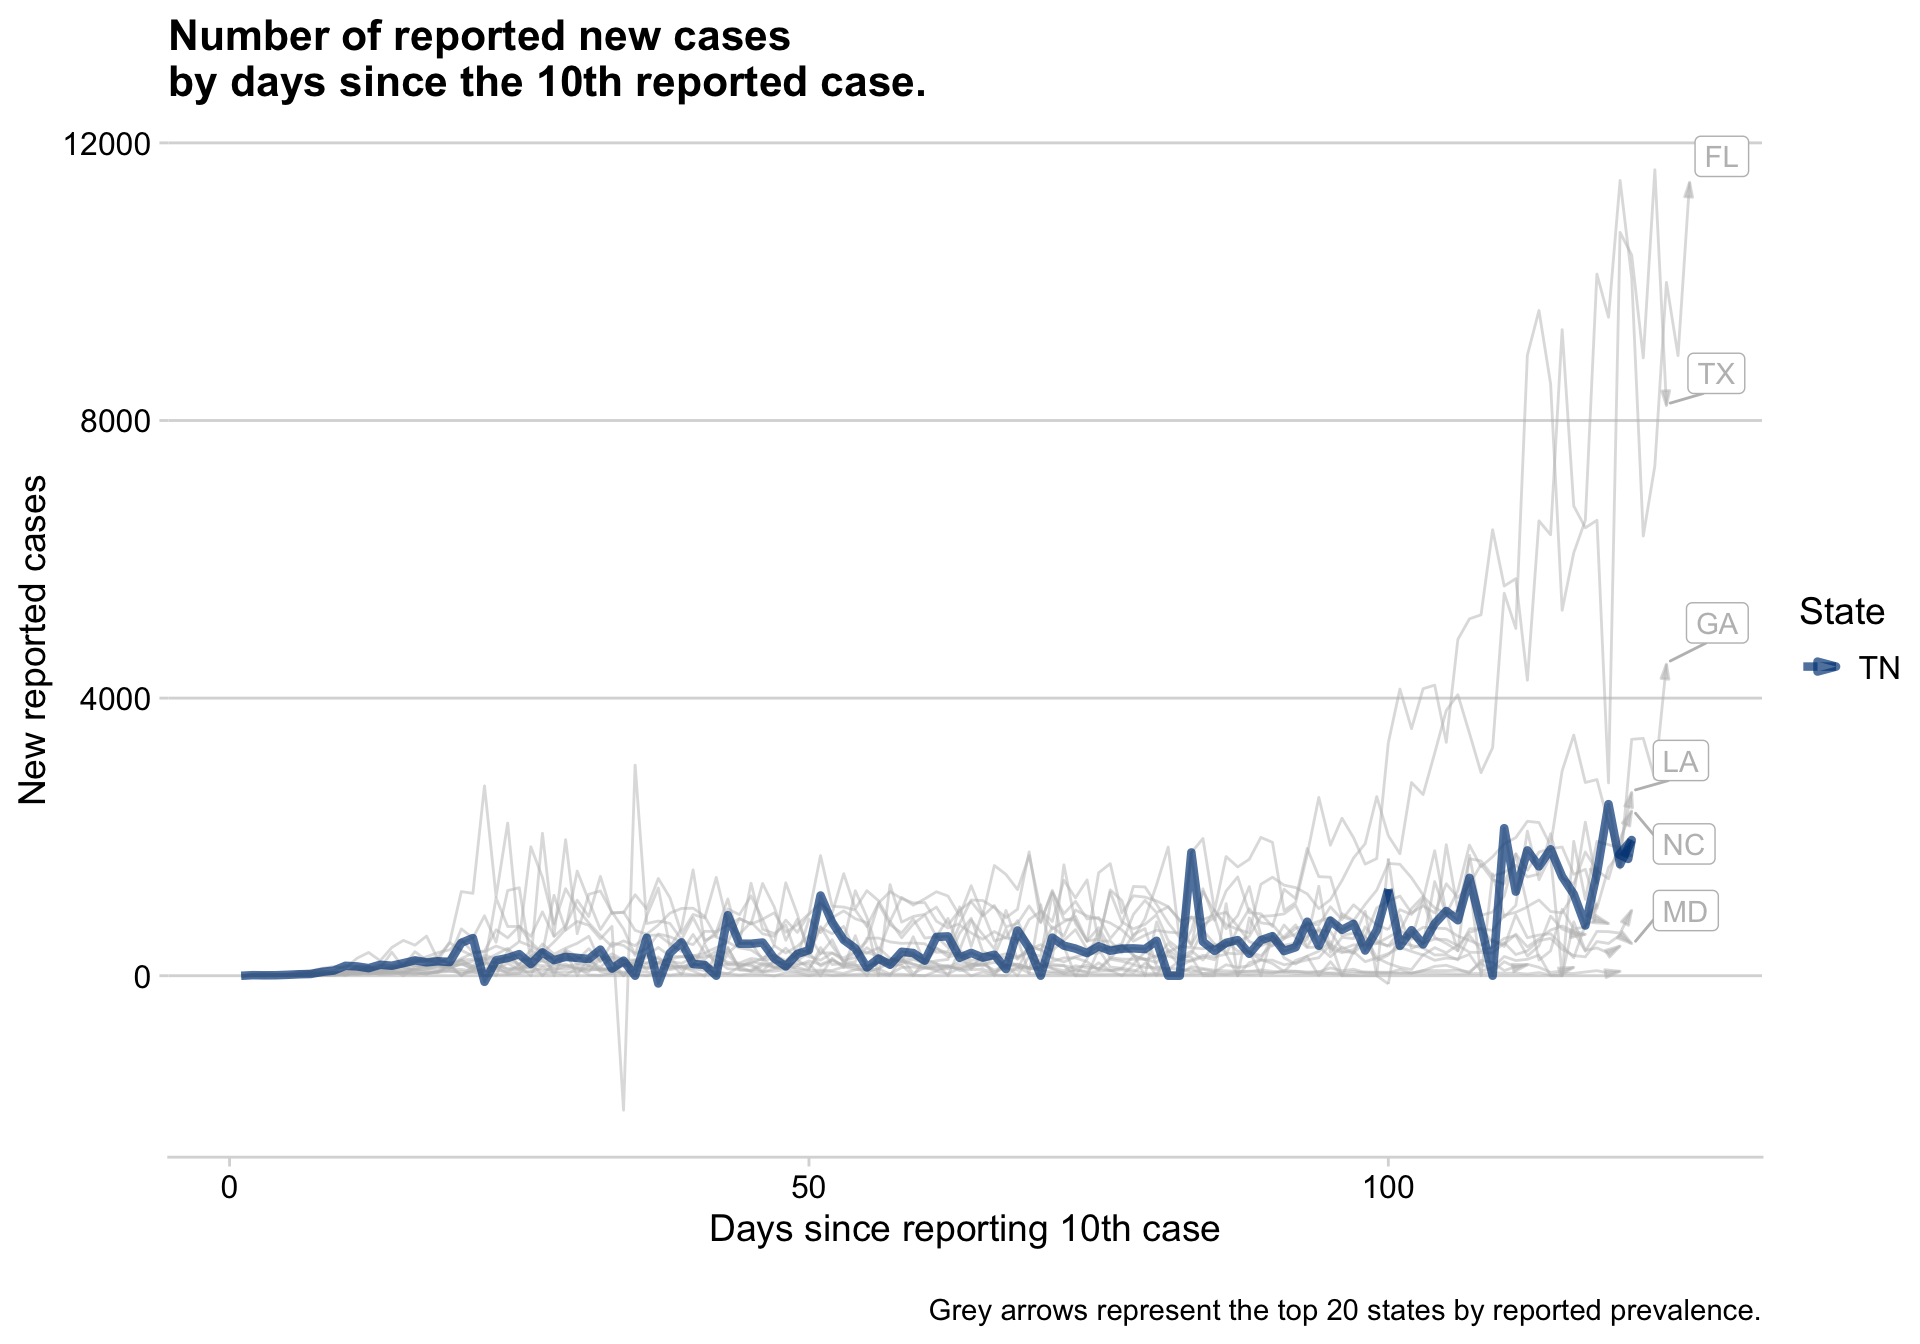 Number of reported new cases
by days since the 10th reported case.
12000
8000
4000
0
New reported cases
FL
TX
GA
LA
NC
MD
State
TN
0
50
100
Days since reporting 10th case
Grey arrows represent the top 20 states by reported prevalence.